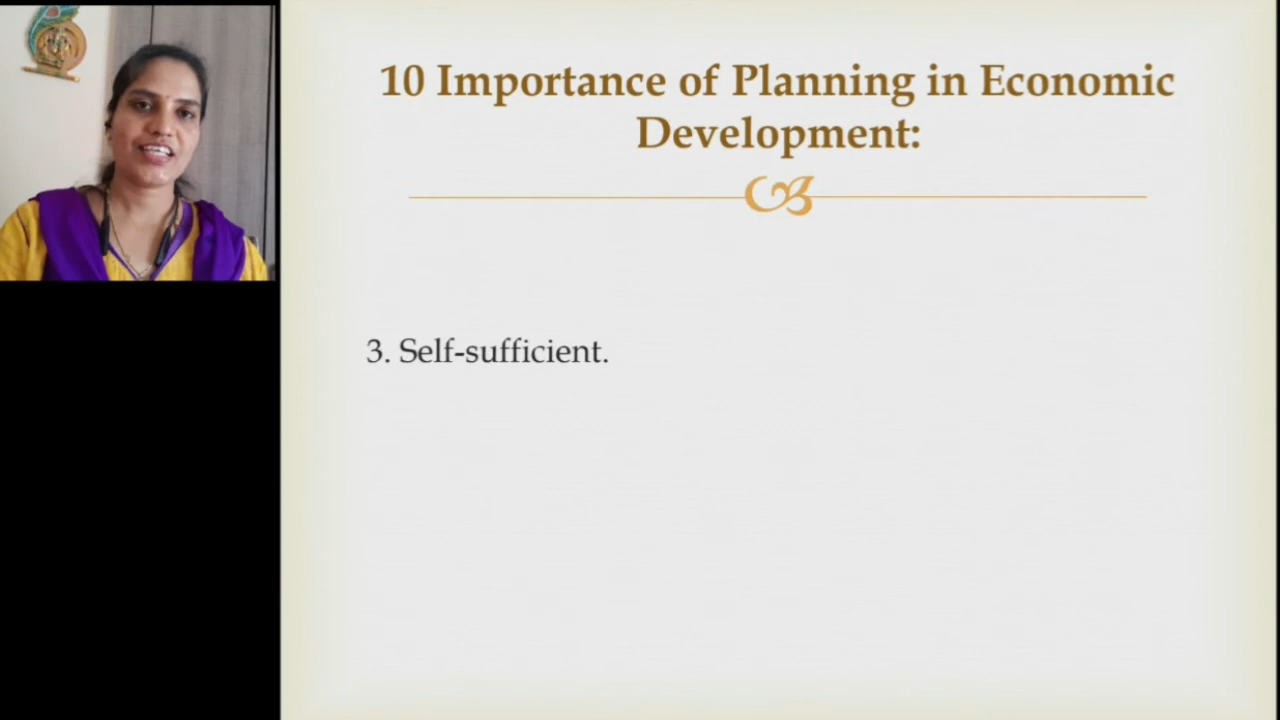 10 Importance of Planning in Economic
Development:
3. Self-sufficient.